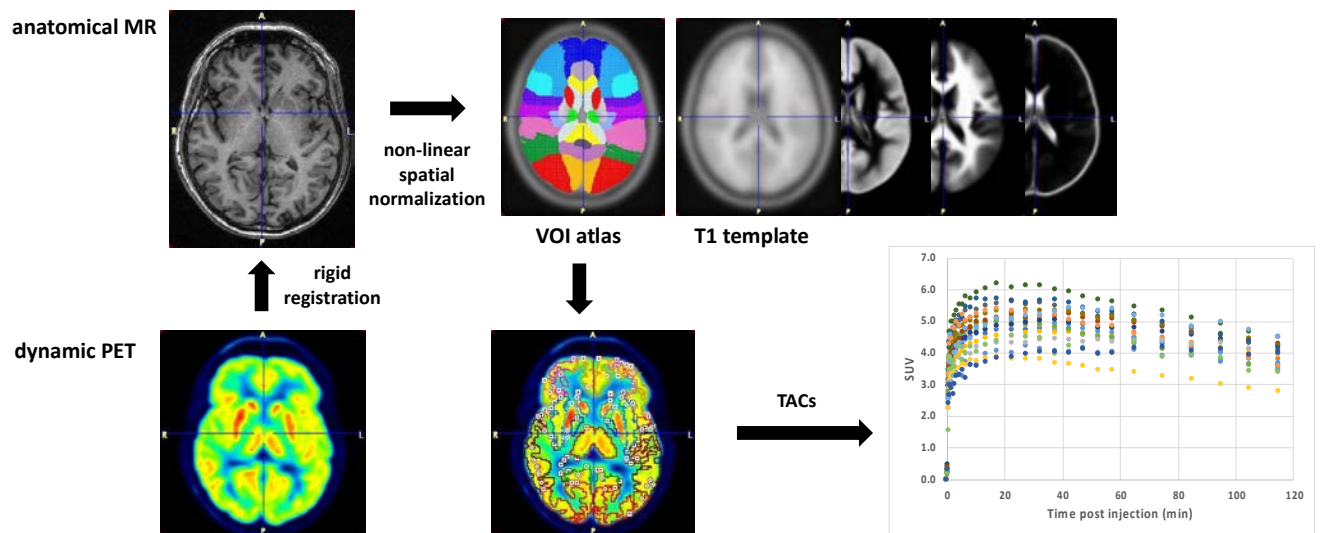 anatomical MR
A
R
L
P
non-linear
spatial
normalization
A
R
L
P
VOI atlas
A
R
L
P
T1 template
A
P
A
P
A
L
P
rigid
registration
dynamic PET
A
R
L
P
A
R
L
P
TACs
SUV
7.0
6.0
5.0
4.0
3.0
2.0
1.0
0.0
0
20
40
60
80
100
120
Time post injection (min)